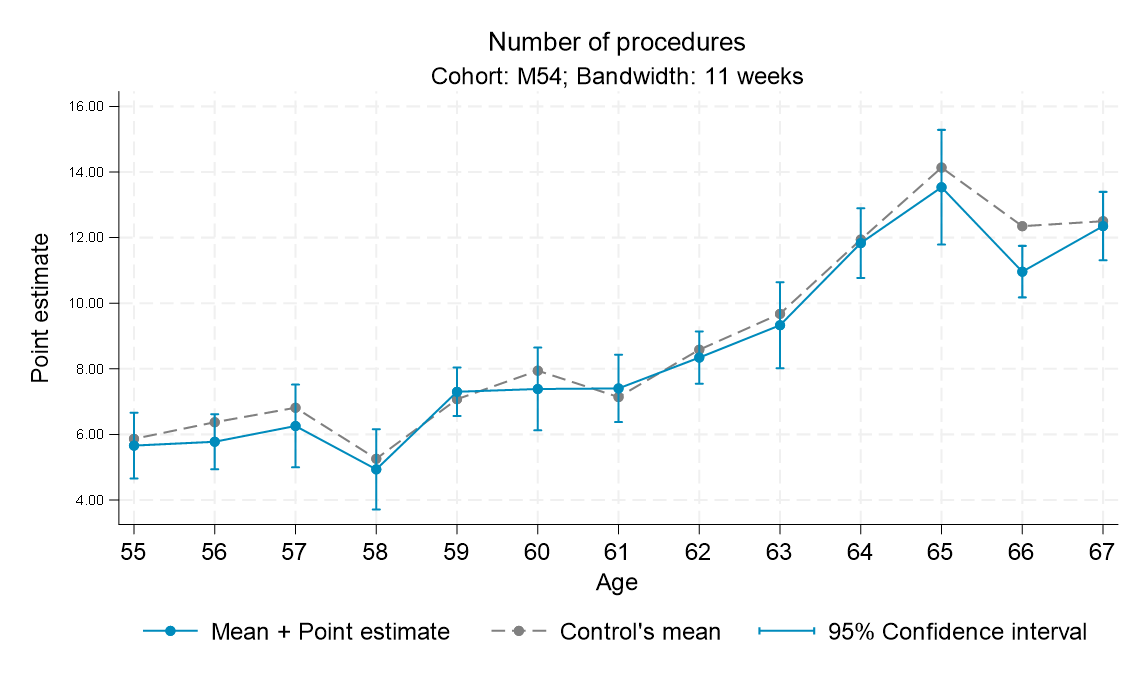 Number of procedures
Cohort: M54; Bandwidth: 11 weeks
Point estimate
16.00
14.00
12.00
10.00
8.00
6.00
4.00
55 56 57 58 59 60 61 62 63 64 65 66 67
Age
Mean + Point estimate Control's mean 95% Confidence interval